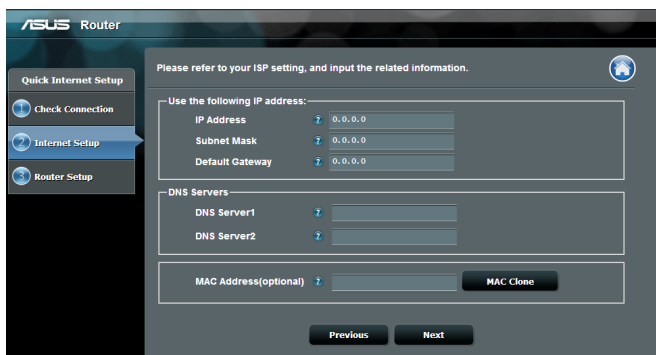 ASUS Router
Quick Internet Setup
1 Check Connection
2 Internet Setup
3 Router Setup
Please refer to your ISP setting, and input the related information.
Use the following IP address:
IP Address ? 0.0.0.0
Subnet Mask ? 0.0.0.0
Default Gateway ? 0.0.0.0
DNS Servers
DNS Server1 ?
DNS Server2 ?
MAC Address(optional) ? MAC Clone
Previous Next